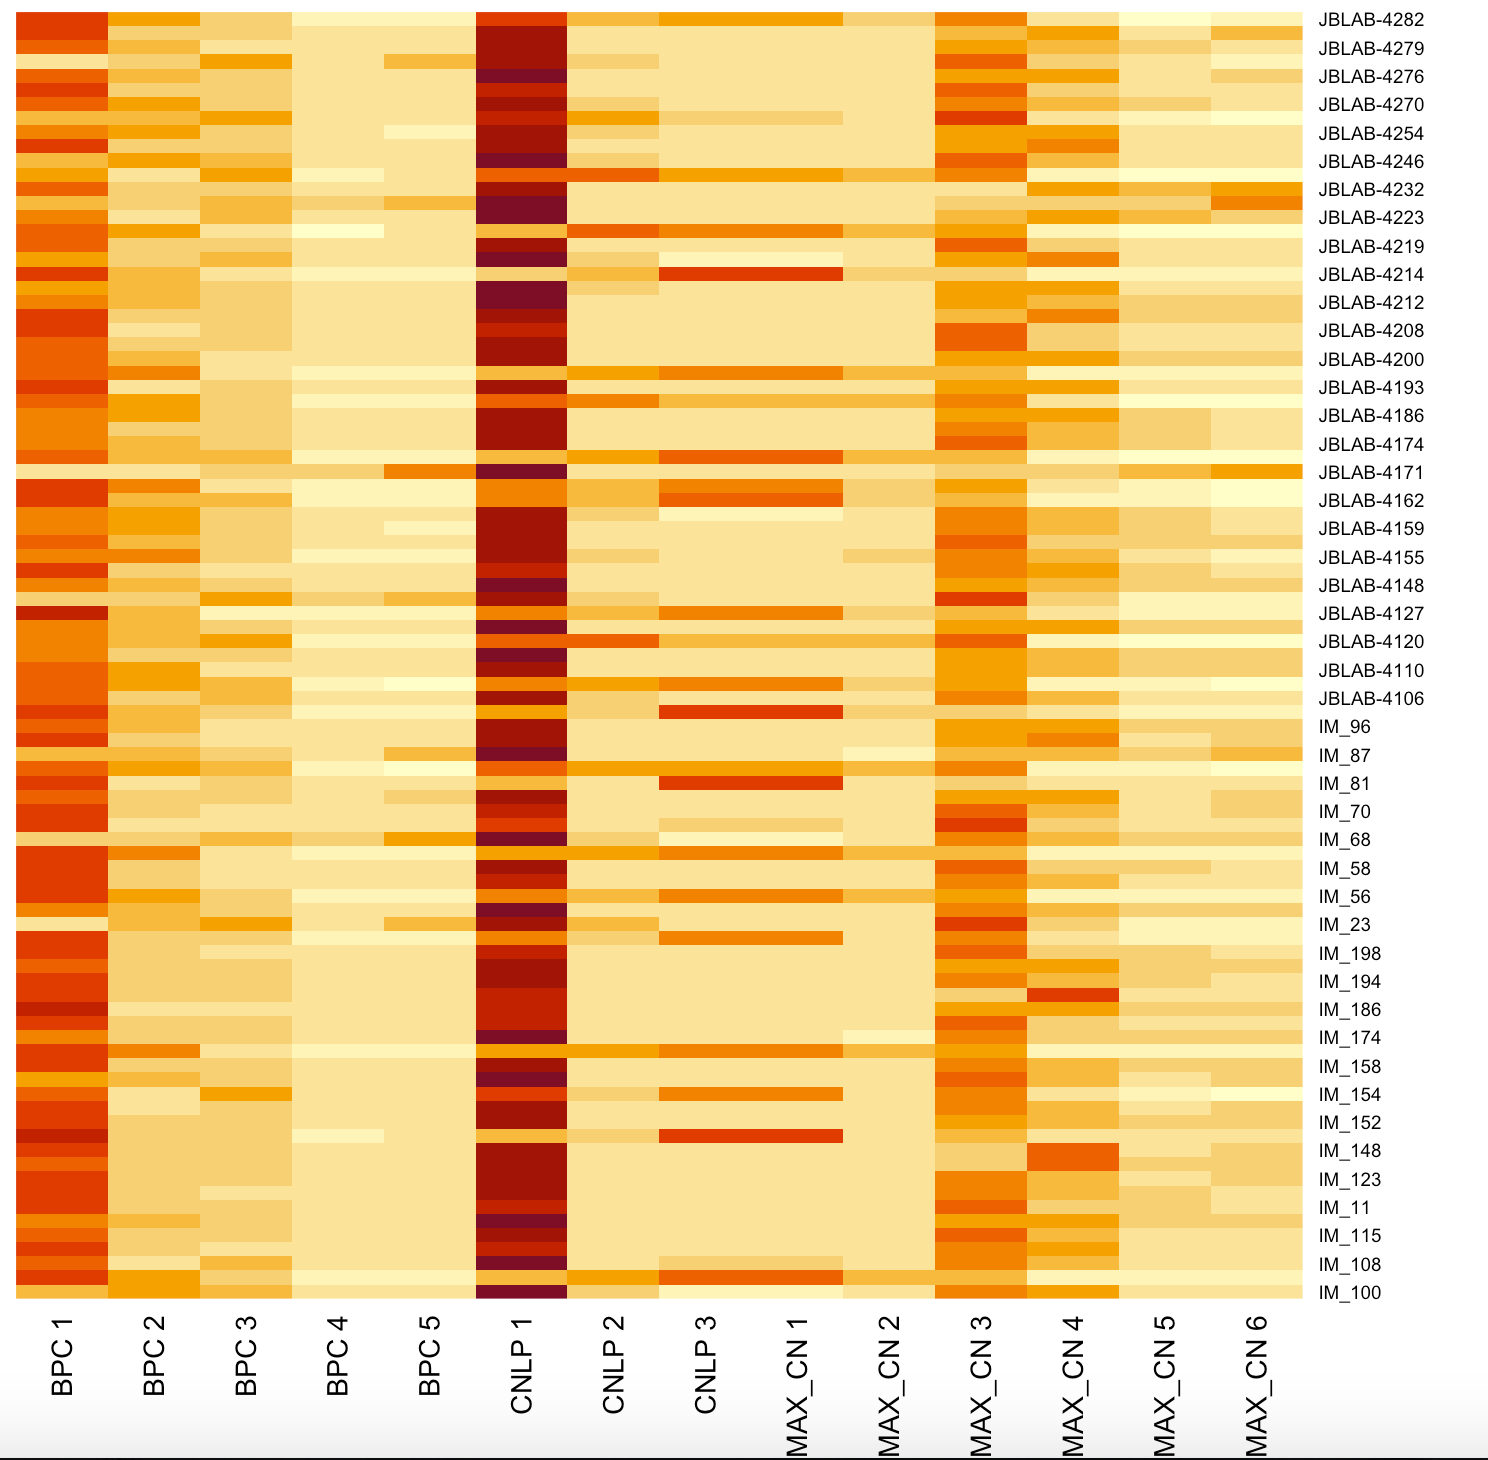 JBLAB-4282
JBLAB-4279
JBLAB-4276
JBLAB-4270
JBLAB-4254
JBLAB-4246
JBLAB-4232
JBLAB-4223
JBLAB-4219
JBLAB-4214
JBLAB-4212
JBLAB-4208
JBLAB-4200
JBLAB-4193
JBLAB-4186
JBLAB-4174
JBLAB-4171
JBLAB-4162
JBLAB-4159
JBLAB-4155
JBLAB-4148
JBLAB-4127
JBLAB-4120
JBLAB-4110
JBLAB-4106
IM_96
IM_87
IM_81
IM_70
IM_68
IM_58
IM_56
IM_23
IM_198
IM_194
IM_186
IM_174
IM_158
IM_154
IM_152
IM_148
IM_123
IM_11
IM_115
IM_108
IM_100
BPC 1
BPC 2
BPC 3
BPC 4
BPC 5
CNLP 1
CNLP 2
CNLP 3
MAX_CN 1
MAX_CN 2
MAX_CN 3
MAX_CN 4
MAX_CN 5
MAX_CN 6